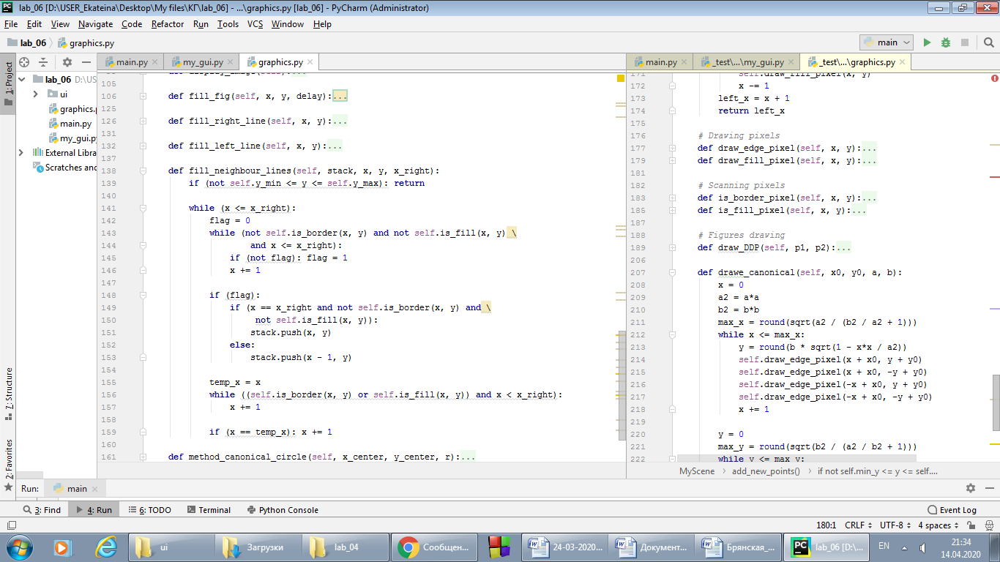 lab_06 [D:\USER_Ekateina\Desktop\My files\КГ\lab_06] - ...\graphics.py [lab_06] - PyCharm (Administrator)
File Edit View Navigate Code Refactor Run Tools VCS Window Help
lab_06 graphics.py main
1: Project
lab_06 D:\US
ui
graphics.p
main.py
my_gui.py
External Libra
Scratches and
7: Structure
2: Favorites
main.py my_gui.py graphics.py
105
106 def fill_fig(self, x, y, delay):...
125
126 def fill_right_line(self, x, y):...
131
132 def fill_left_line(self, x, y):...
137
138 def fill_neighbour_lines(self, stack, x, y, x_right):
139 if (not self.y_min <= y <= self.y_max): return
140
141 while (x <= x_right):
142 flag = 0
143 while (not self.is_border(x, y) and not self.is_fill(x, y) \
144 and x <= x_right):
145 if (not flag): flag = 1
146 x += 1
147
148 if (flag):
149 if (x == x_right and not self.is_border(x, y) and \
150 not self.is_fill(x, y)):
151 stack.push(x, y)
152 else:
153 stack.push(x - 1, y)
154
155 temp_x = x
156 while ((self.is_border(x, y) or self.is_fill(x, y)) and x < x_right):
157 x += 1
158
159 if (x == temp_x): x += 1
160
161 def method_canonical_circle(self, x_center, y_center, r):...
main.py _test\...\my_gui.py _test\...\graphics.py
171 self.draw_fill_pixel(x, y)
172 x -= 1
173 left_x = x + 1
174 return left_x
175
176 # Drawing pixels
177 def draw_edge_pixel(self, x, y):...
179 def draw_fill_pixel(self, x, y):...
181
182 # Scanning pixels
183 def is_border_pixel(self, x, y):...
185 def is_fill_pixel(self, x, y):...
187
188 # Figures drawing
189 def draw_DDP(self, p1, p2):...
206
207 def drawe_canonical(self, x0, y0, a, b):
208 x = 0
209 a2 = a*a
210 b2 = b*b
211 max_x = round(sqrt(a2 / (b2 / a2 + 1)))
212 while x <= max_x:
213 y = round(b * sqrt(1 - x*x / a2))
214 self.draw_edge_pixel(x + x0, y + y0)
215 self.draw_edge_pixel(x + x0, -y + y0)
216 self.draw_edge_pixel(-x + x0, y + y0)
217 self.draw_edge_pixel(-x + x0, -y + y0)
218 x += 1
219
220 y = 0
221 max_y = round(sqrt(b2 / (a2 / b2 + 1)))
222 while y <= max_y:
MyScene add_new_points() if not self.min_y <= y <= self....
Run: main
3: Find 4: Run 6: TODO Terminal Python Console Event Log
180:1 CRLF UTF-8 4 spaces
ui Загрузки lab_04 Сообщен... 24-03-2020... Документ... Брянская_... lab_06 [D:\... EN 21:34
14.04.2020